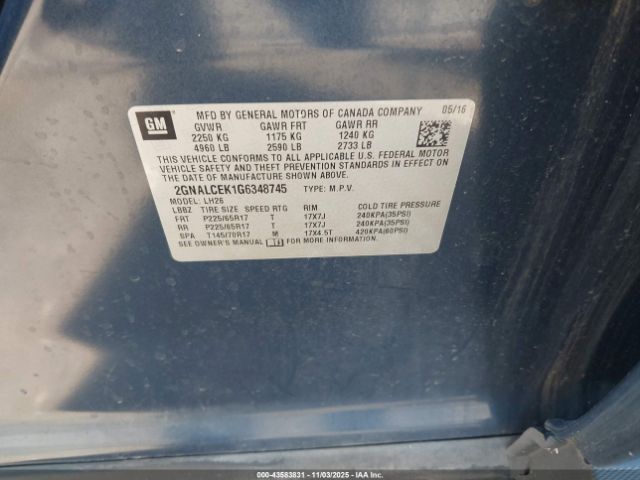 GM
MFD BY GENERAL MOTORS OF CANADA COMPANY 05/16
GVWR GAWR FRT GAWR RR
2250 KG 1175 KG 1240 KG
4960 LB 2590 LB 2733 LB
THIS VEHICLE CONFORMS TO ALL APPLICABLE U.S. FEDERAL MOTOR
VEHICLE SAFETY, BUMPER, AND THEFT PREVENTION STANDARDS IN
EFFECT ON THE DATE OF MANUFACTURE SHOWN ABOVE.
2GNALCEK1G6348745 TYPE: M.P.V.
MODEL: LH26
LBBZ TIRE SIZE SPEED RTG RIM COLD TIRE PRESSURE
FRT P225/65R17 T 17X7J 240KPA(35PSI)
RR P225/65R17 T 17X7J 240KPA(35PSI)
SPA T145/70R17 M 17X4.5T 420KPA(60PSI)
SEE OWNER'S MANUAL
000-43583831 - 11/03/2025 - IAA Auctions